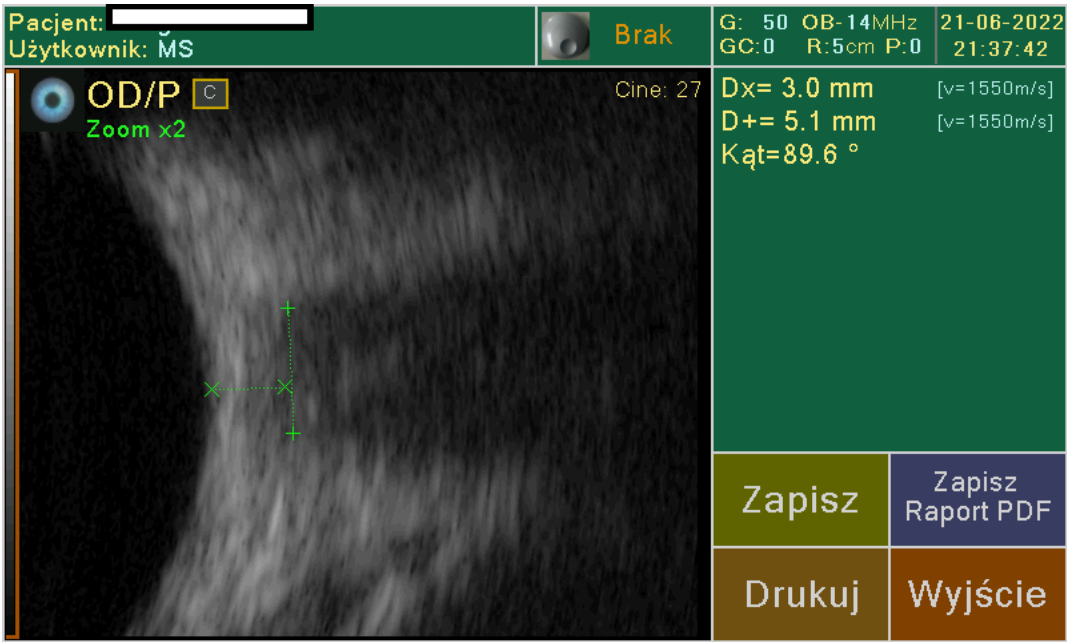 Pacjent:
Użytkownik: MS
Brak
G: 50 OB-14MHz
GC:0 R:5cm P:0
21-06-2022
21:37:42
OD/P C
Zoom x2
Cine: 27
Dx= 3.0 mm [v=1550m/s]
D+= 5.1 mm [v=1550m/s]
Kąt=89.6 °
Zapisz
Zapisz
Raport PDF
Drukuj
Wyjście